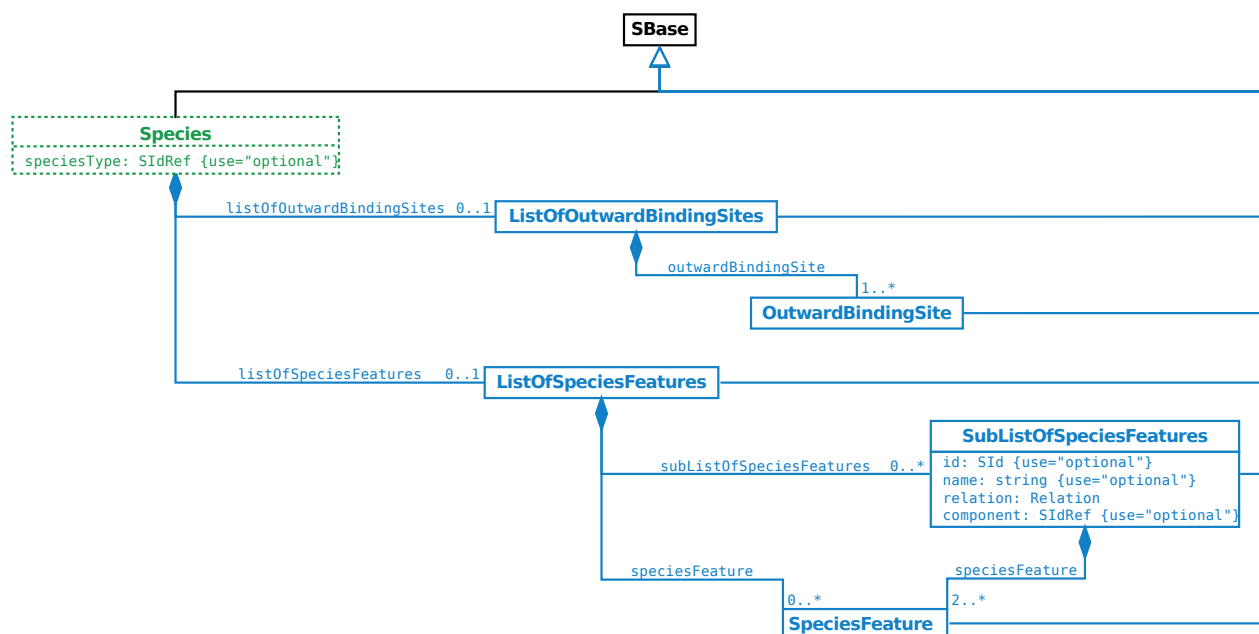 SBase
Species
speciesType: SIdRef {use="optional"}
listOfOutwardBindingSites 0..1
ListOfOutwardBindingSites
outwardBindingSite
1..*
OutwardBindingSite
listOfSpeciesFeatures 0..1
ListOfSpeciesFeatures
SubListOfSpeciesFeatures
id: SId {use="optional"}
name: string {use="optional"}
relation: Relation
component: SIdRef {use="optional"}
subListOfSpeciesFeatures 0..*
speciesFeature
speciesFeature
0..*
2..*
SpeciesFeature